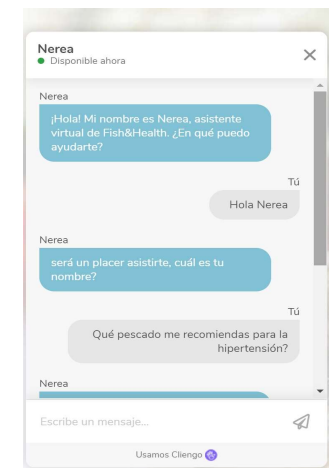 Nerea
Disponible ahora
Nerea
¡Hola! Mi nombre es Nerea, asistente
virtual de Fish&Health. ¿En qué puedo
ayudarte?
Tú
Hola Nerea
Nerea
será un placer asistirte, cuál es tu
nombre?
Tú
Qué pescado me recomiendas para la
hipertensión?
Nerea
Escribe un mensaje...
Usamos Cliengo